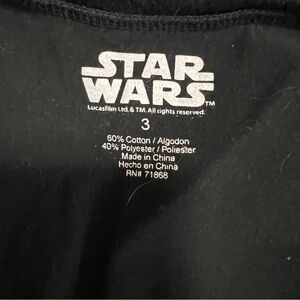 STAR
WARS™
Lucasfilm Ltd. & TM. All rights reserved.
3
60% Cotton / Algodon
40% Polyester / Poliester
Made in China
Hecho en China
RN# 71868